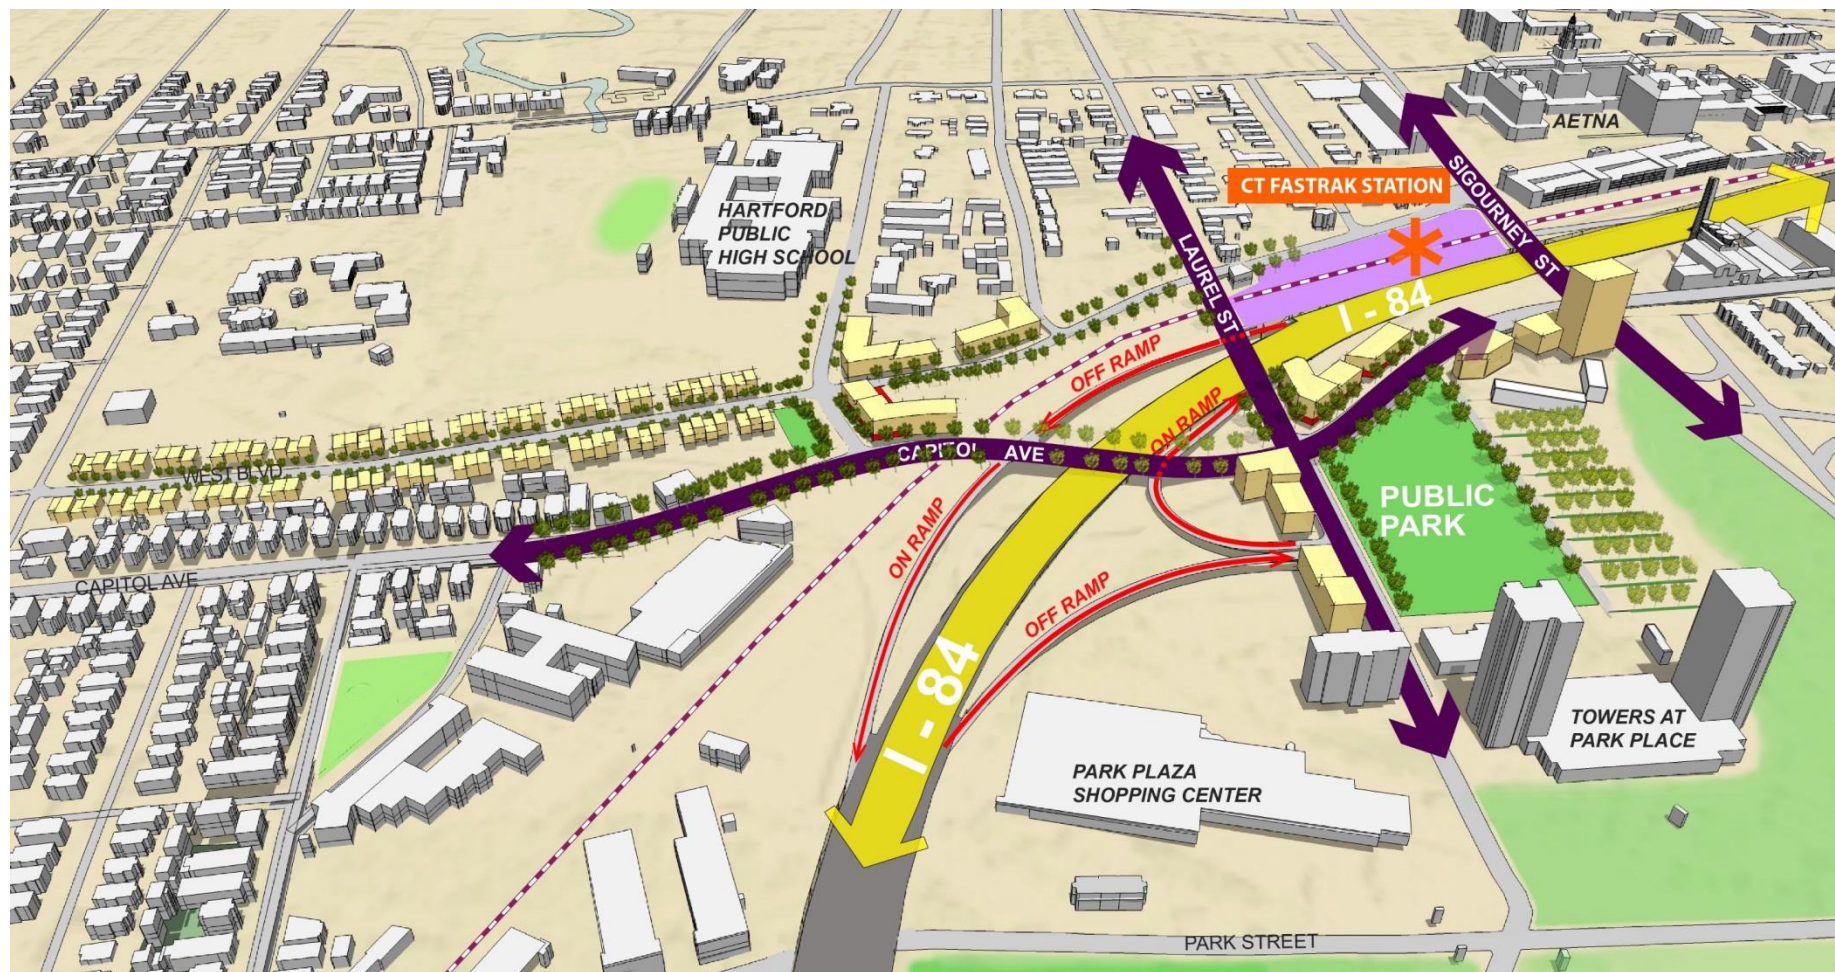 AETNA
CT FASTRAK STATION
SIGOURNEY ST
HARTFORD
PUBLIC
HIGH SCHOOL
LAUREL ST
I - 84
OFF RAMP
ON RAMP
CAPITOL AVE
WEST BLVD
PUBLIC
PARK
ON RAMP
CAPITOL AVE
OFF RAMP
I - 84
TOWERS AT
PARK PLACE
PARK PLAZA
SHOPPING CENTER
PARK STREET